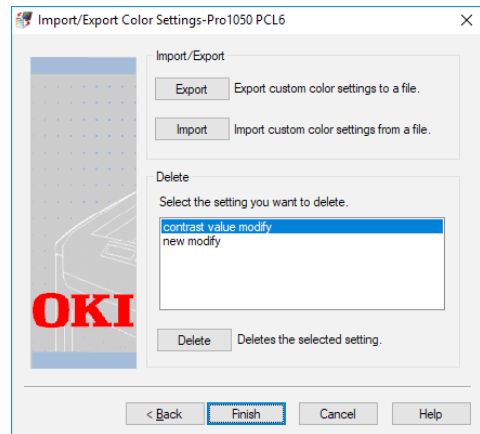 Import/Export Color Settings-Pro1050 PCL6
Import/Export
Export Export custom color settings to a file.
Import Import custom color settings from a file.
Delete
Select the setting you want to delete.
contrast value modify
new modify
OKI
Delete Deletes the selected setting.
< Back Finish Cancel Help